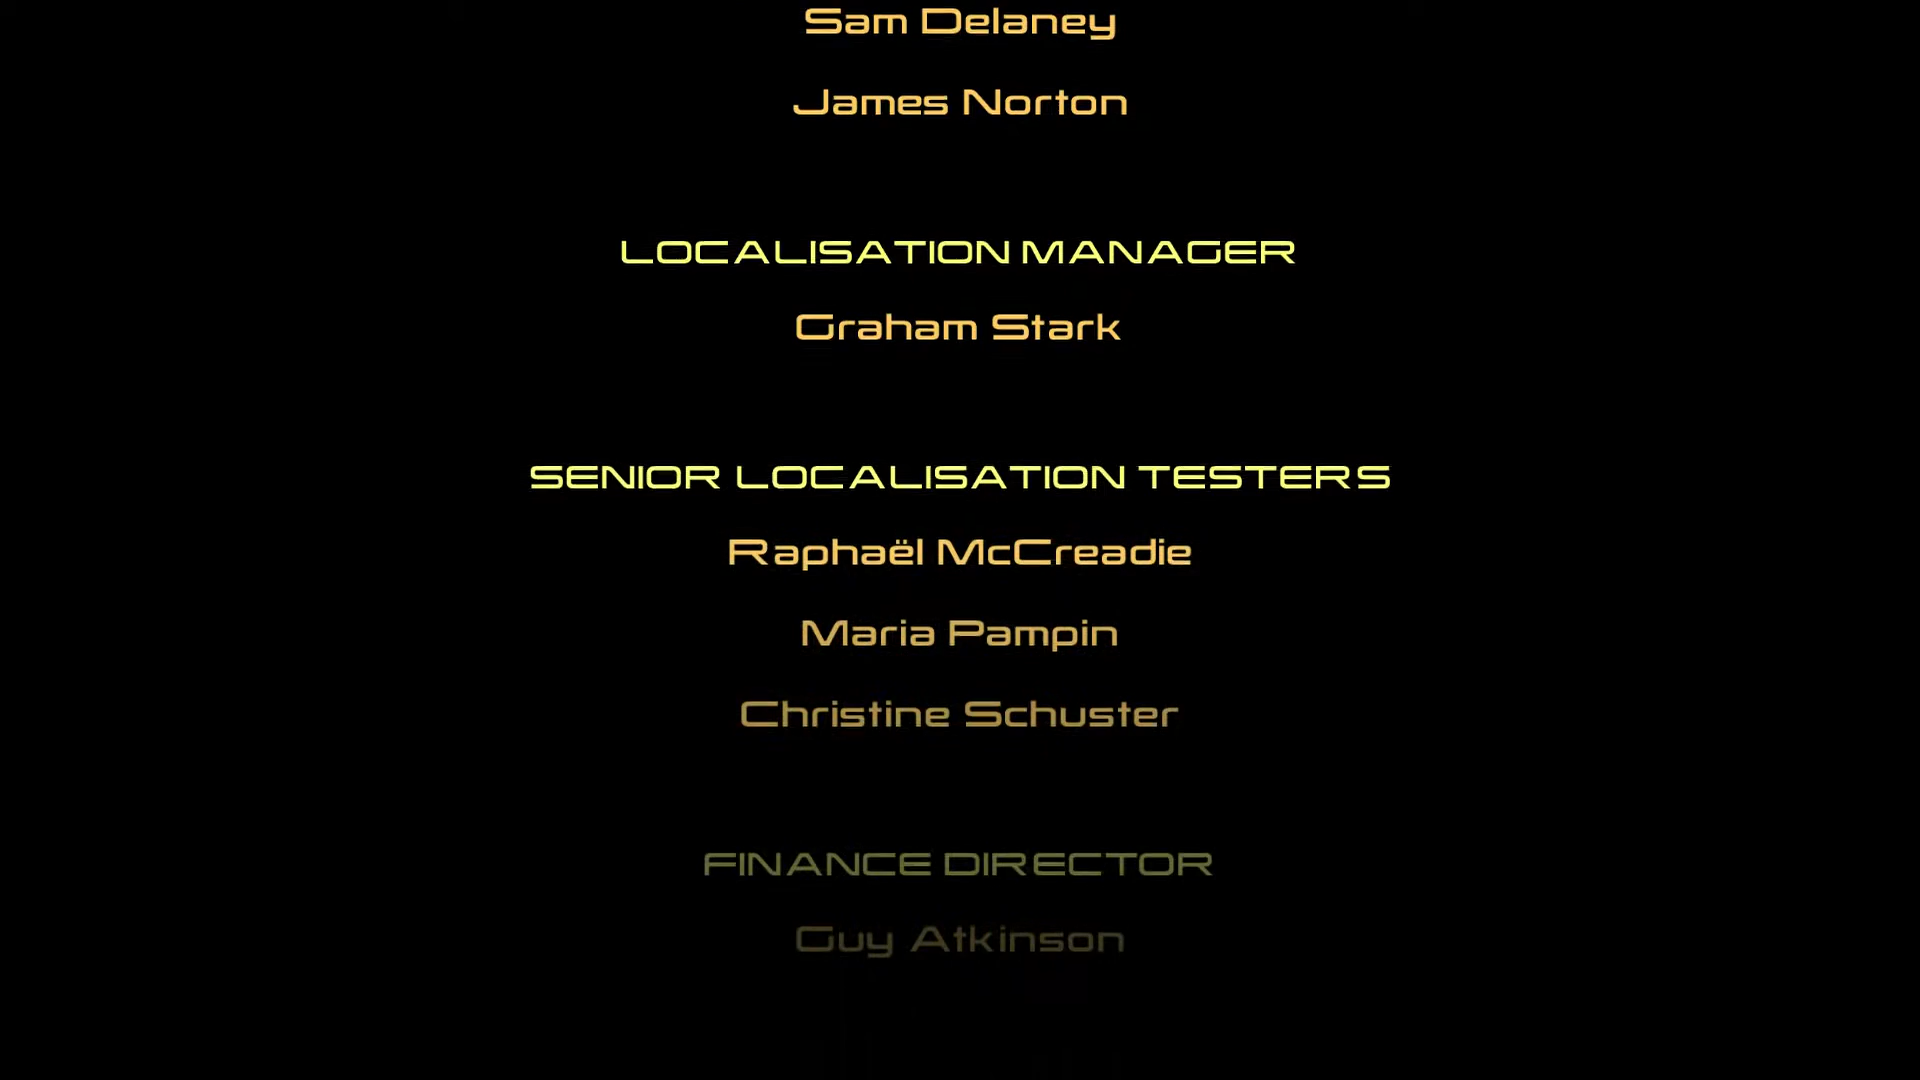 Sam Delaney
James Norton
LOCALISATION MANAGER
Graham Stark
SENIOR LOCALISATION TESTERS
Raphaël McCreadie
Maria Pampin
Christine Schuster
FINANCE DIRECTOR
Guy Atkinson